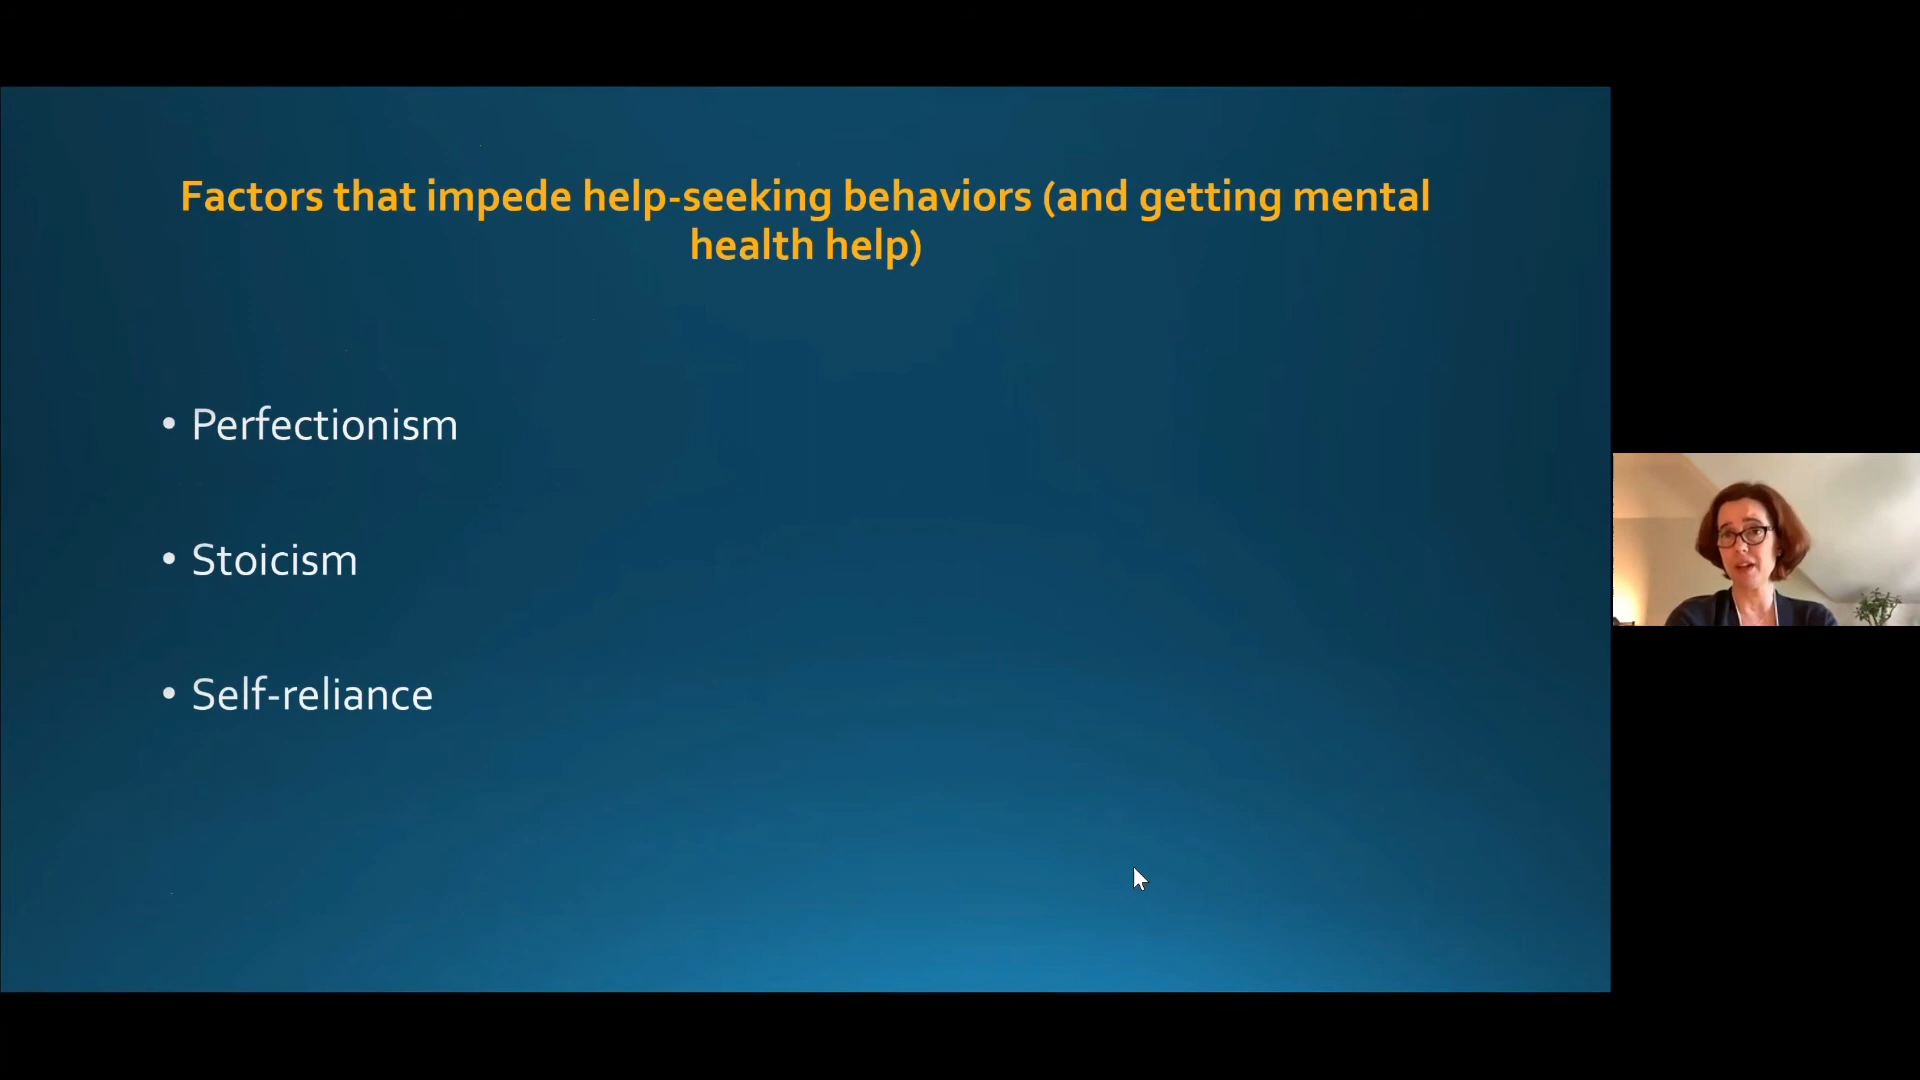 Factors that impede help-seeking behaviors (and getting mental
health help)
• Perfectionism
• Stoicism
• Self-reliance